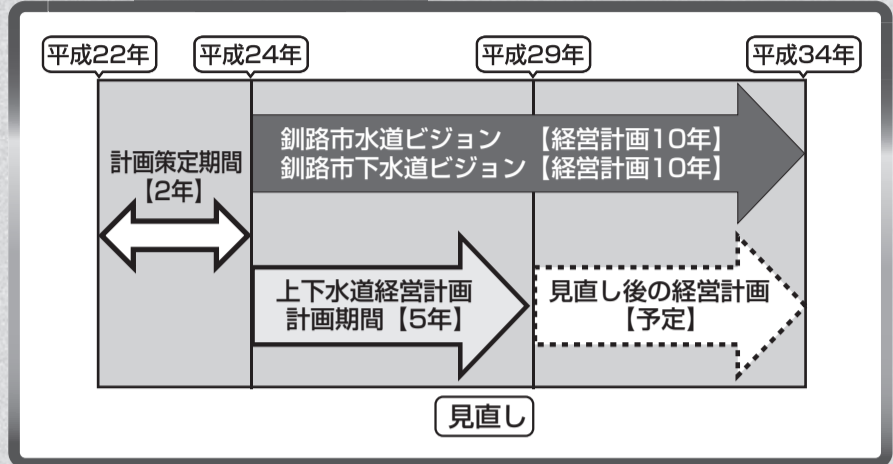 平成22年
平成24年
平成29年
平成34年
計画策定期間
【2年】
釧路市水道ビジョン 【経営計画10年】
釧路市下水道ビジョン【経営計画10年】
上下水道経営計画
計画期間【5年】
見直し後の経営計画
【予定】
見直し